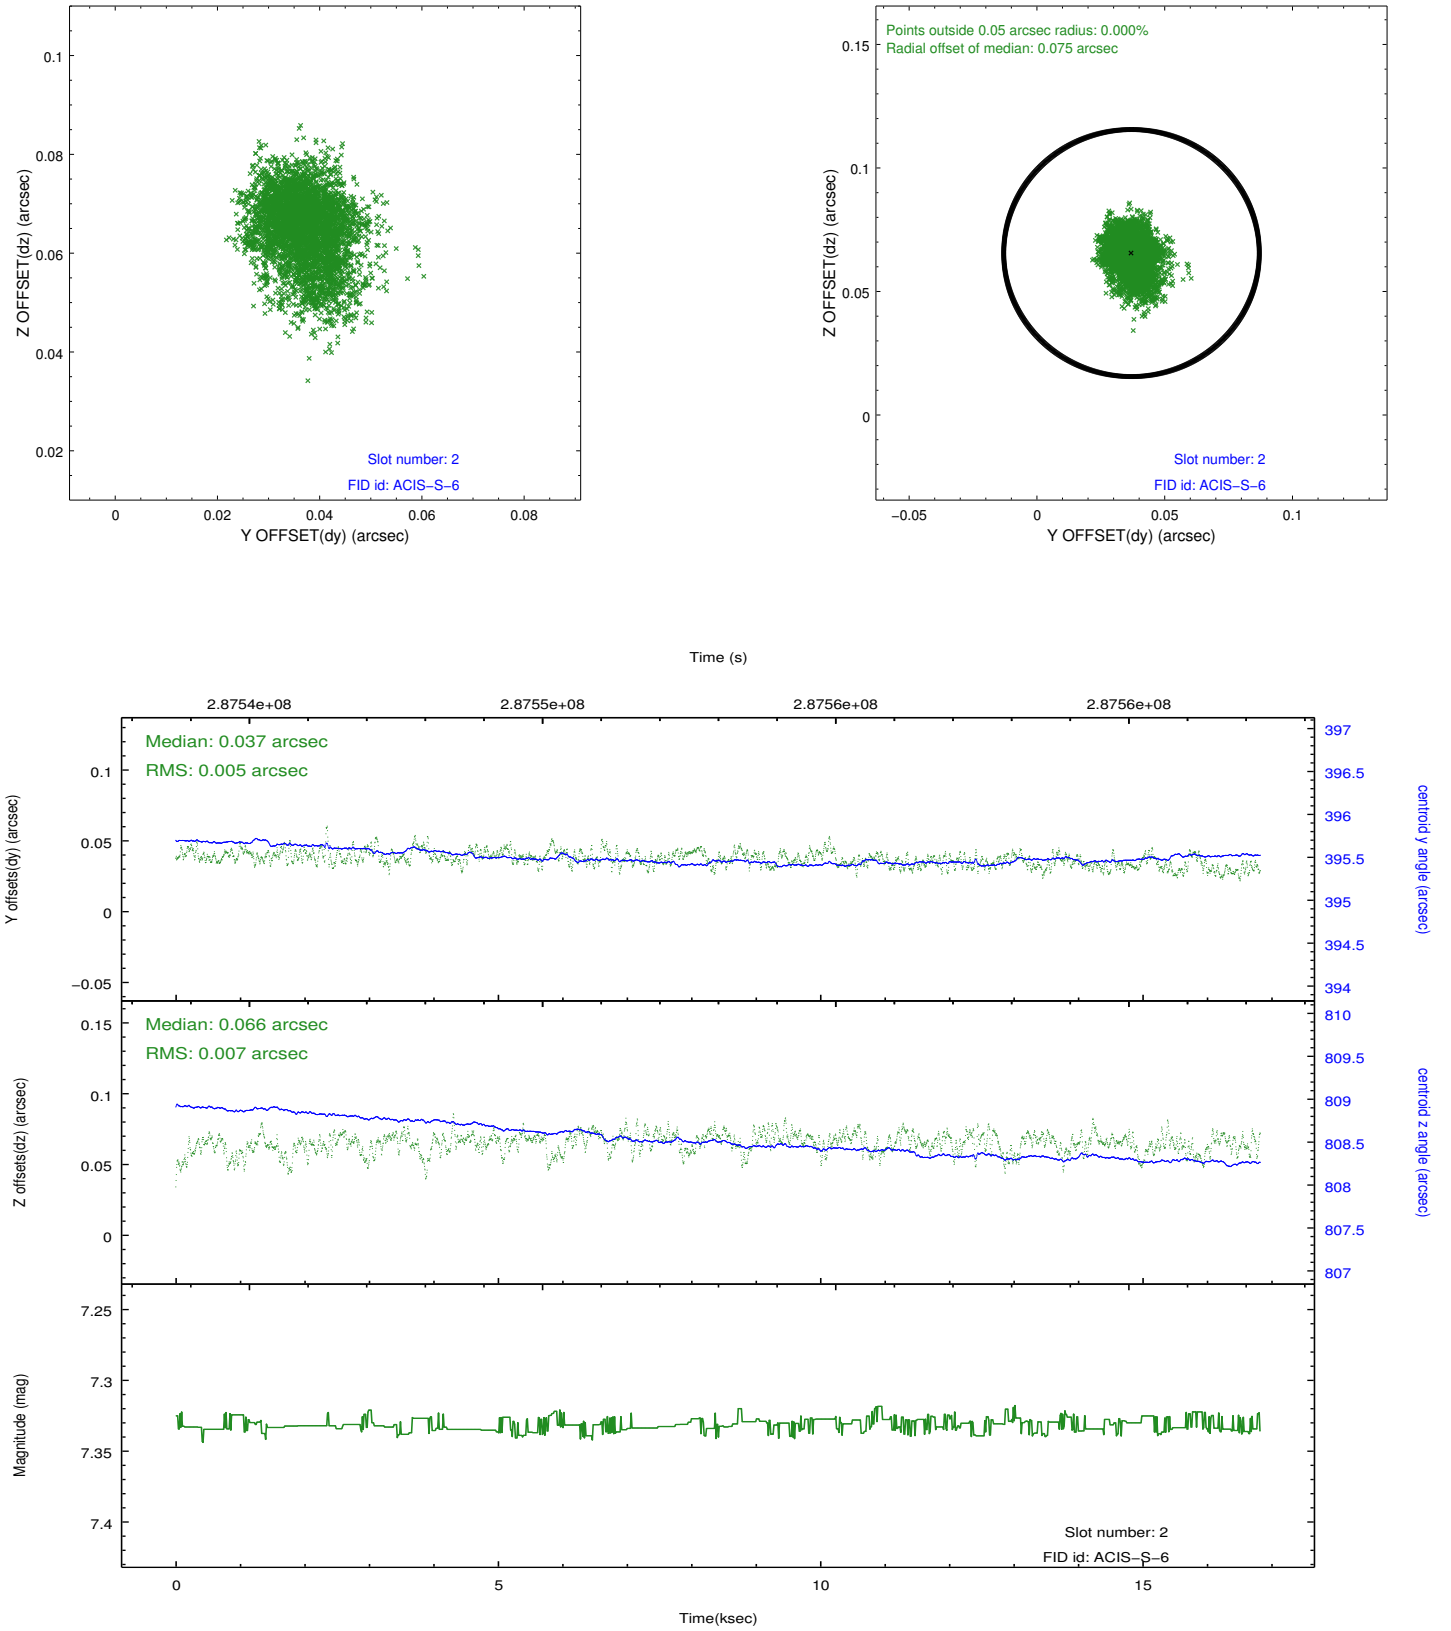 0.1
0.08
0.06
0.04
0.02
Z OFFSET(dz) (arcsec)
Slot number: 2
FID id: ACIS−S−6
0 0.02 0.04 0.06 0.08
Y OFFSET(dy) (arcsec)
Points outside 0.05 arcsec radius: 0.000%
Radial offset of median: 0.075 arcsec
0.15
0.1
0.05
0
Z OFFSET(dz) (arcsec)
Slot number: 2
FID id: ACIS−S−6
−0.05 0 0.05 0.1
Y OFFSET(dy) (arcsec)
Time (s)
2.8754e+08 2.8755e+08 2.8756e+08 2.8756e+08
Median: 0.037 arcsec
RMS: 0.005 arcsec
0.1
0.05
0
−0.05
Y offsets(dy) (arcsec)
397
396.5
396
395.5
395
394.5
394
centroid y angle (arcsec)
Median: 0.066 arcsec
RMS: 0.007 arcsec
0.15
0.1
0.05
0
Z offsets(dz) (arcsec)
810
809.5
809
808.5
808
807.5
807
centroid z angle (arcsec)
7.25
7.3
7.35
7.4
Magnitude (mag)
Slot number: 2
FID id: ACIS−S−6
0 5 10 15
Time(ksec)